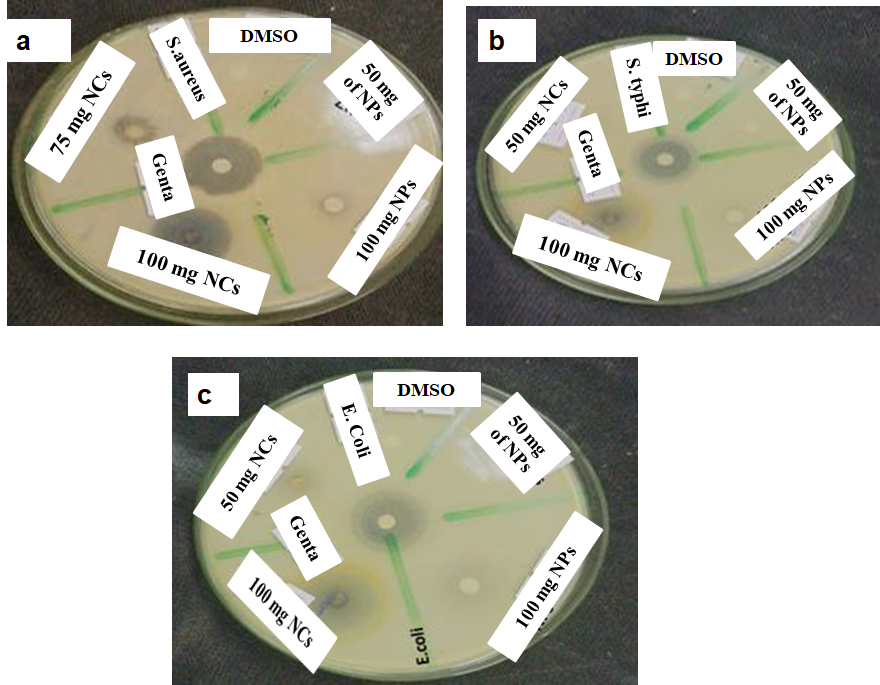 a
S.aureus
DMSO
50 mg
of NPs
75 mg NCs
Genta
100 mg NPs
100 mg NCs
b
S. typhi
DMSO
50 mg
of NPs
50 mg NCs
Genta
100 mg NPs
100 mg NCs
c
E. Coli
DMSO
50 mg
of NPs
50 mg NCs
Genta
100 mg NPs
100 mg NCs
E.coli